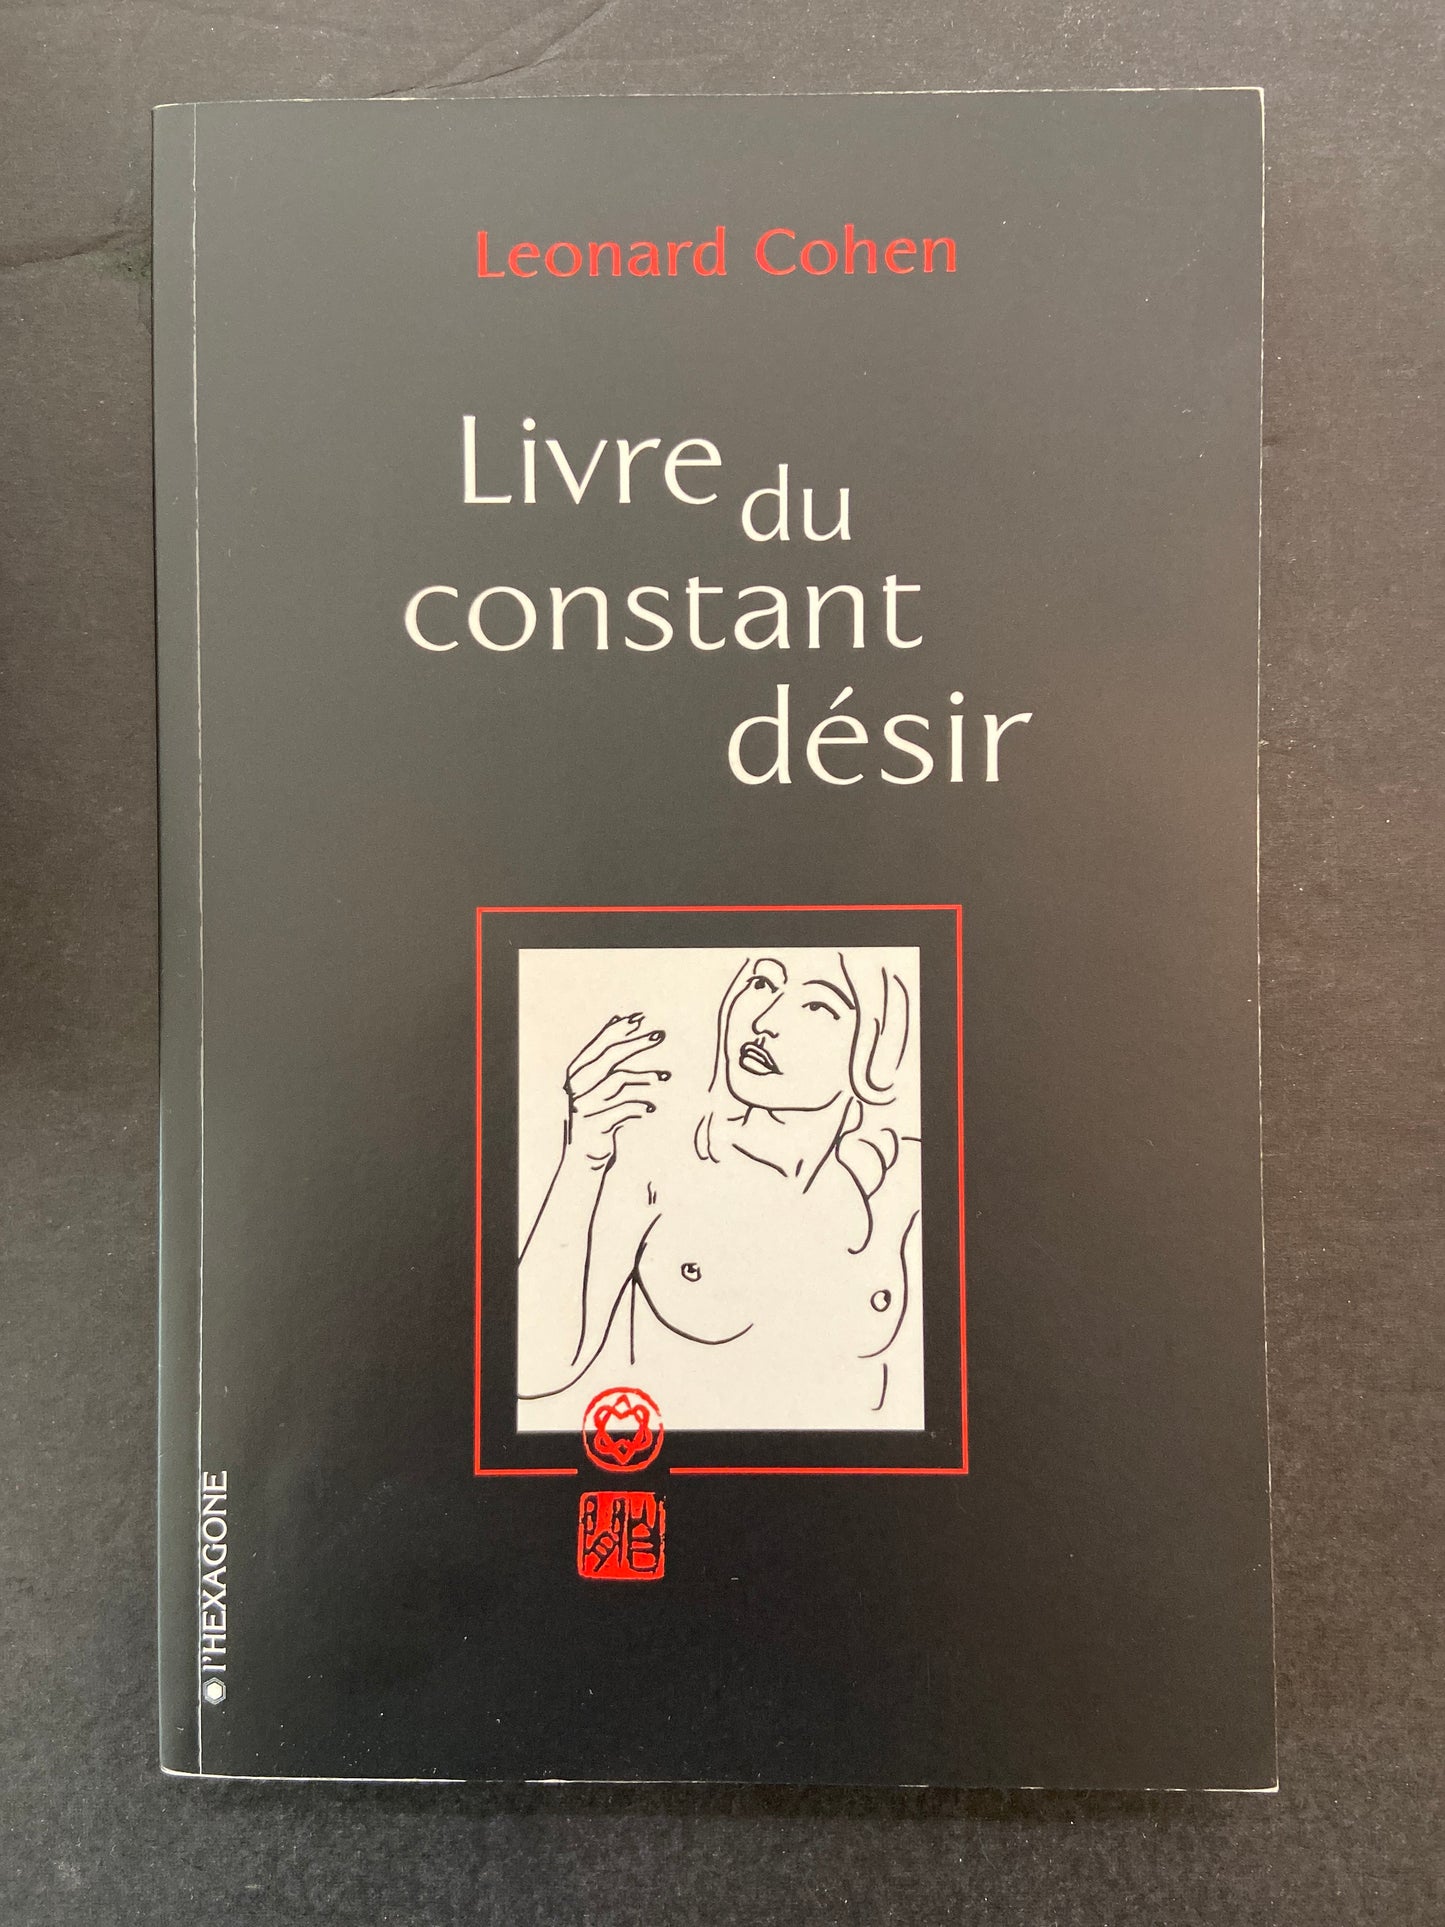 Leonard Cohen
Livre du
constant
désir
l'HEXAGONE